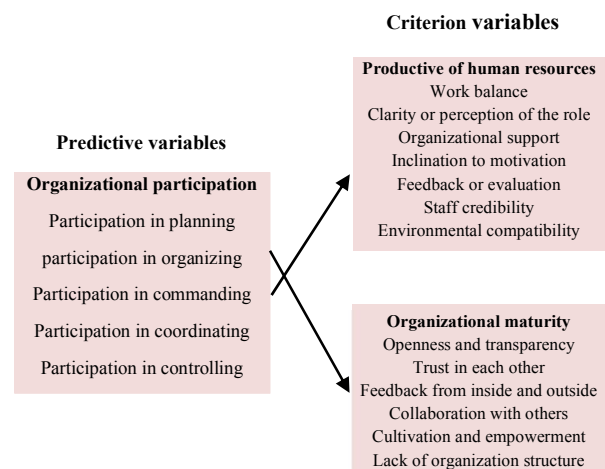 Criterion variables
Productive of human resources
Work balance
Clarity or perception of the role
Organizational support
Inclination to motivation
Feedback or evaluation
Staff credibility
Environmental compatibility
Predictive variables
Organizational participation
Participation in planning
participation in organizing
Participation in commanding
Participation in coordinating
Participation in controlling
Organizational maturity
Openness and transparency
Trust in each other
Feedback from inside and outside
Collaboration with others
Cultivation and empowerment
Lack of organization structure